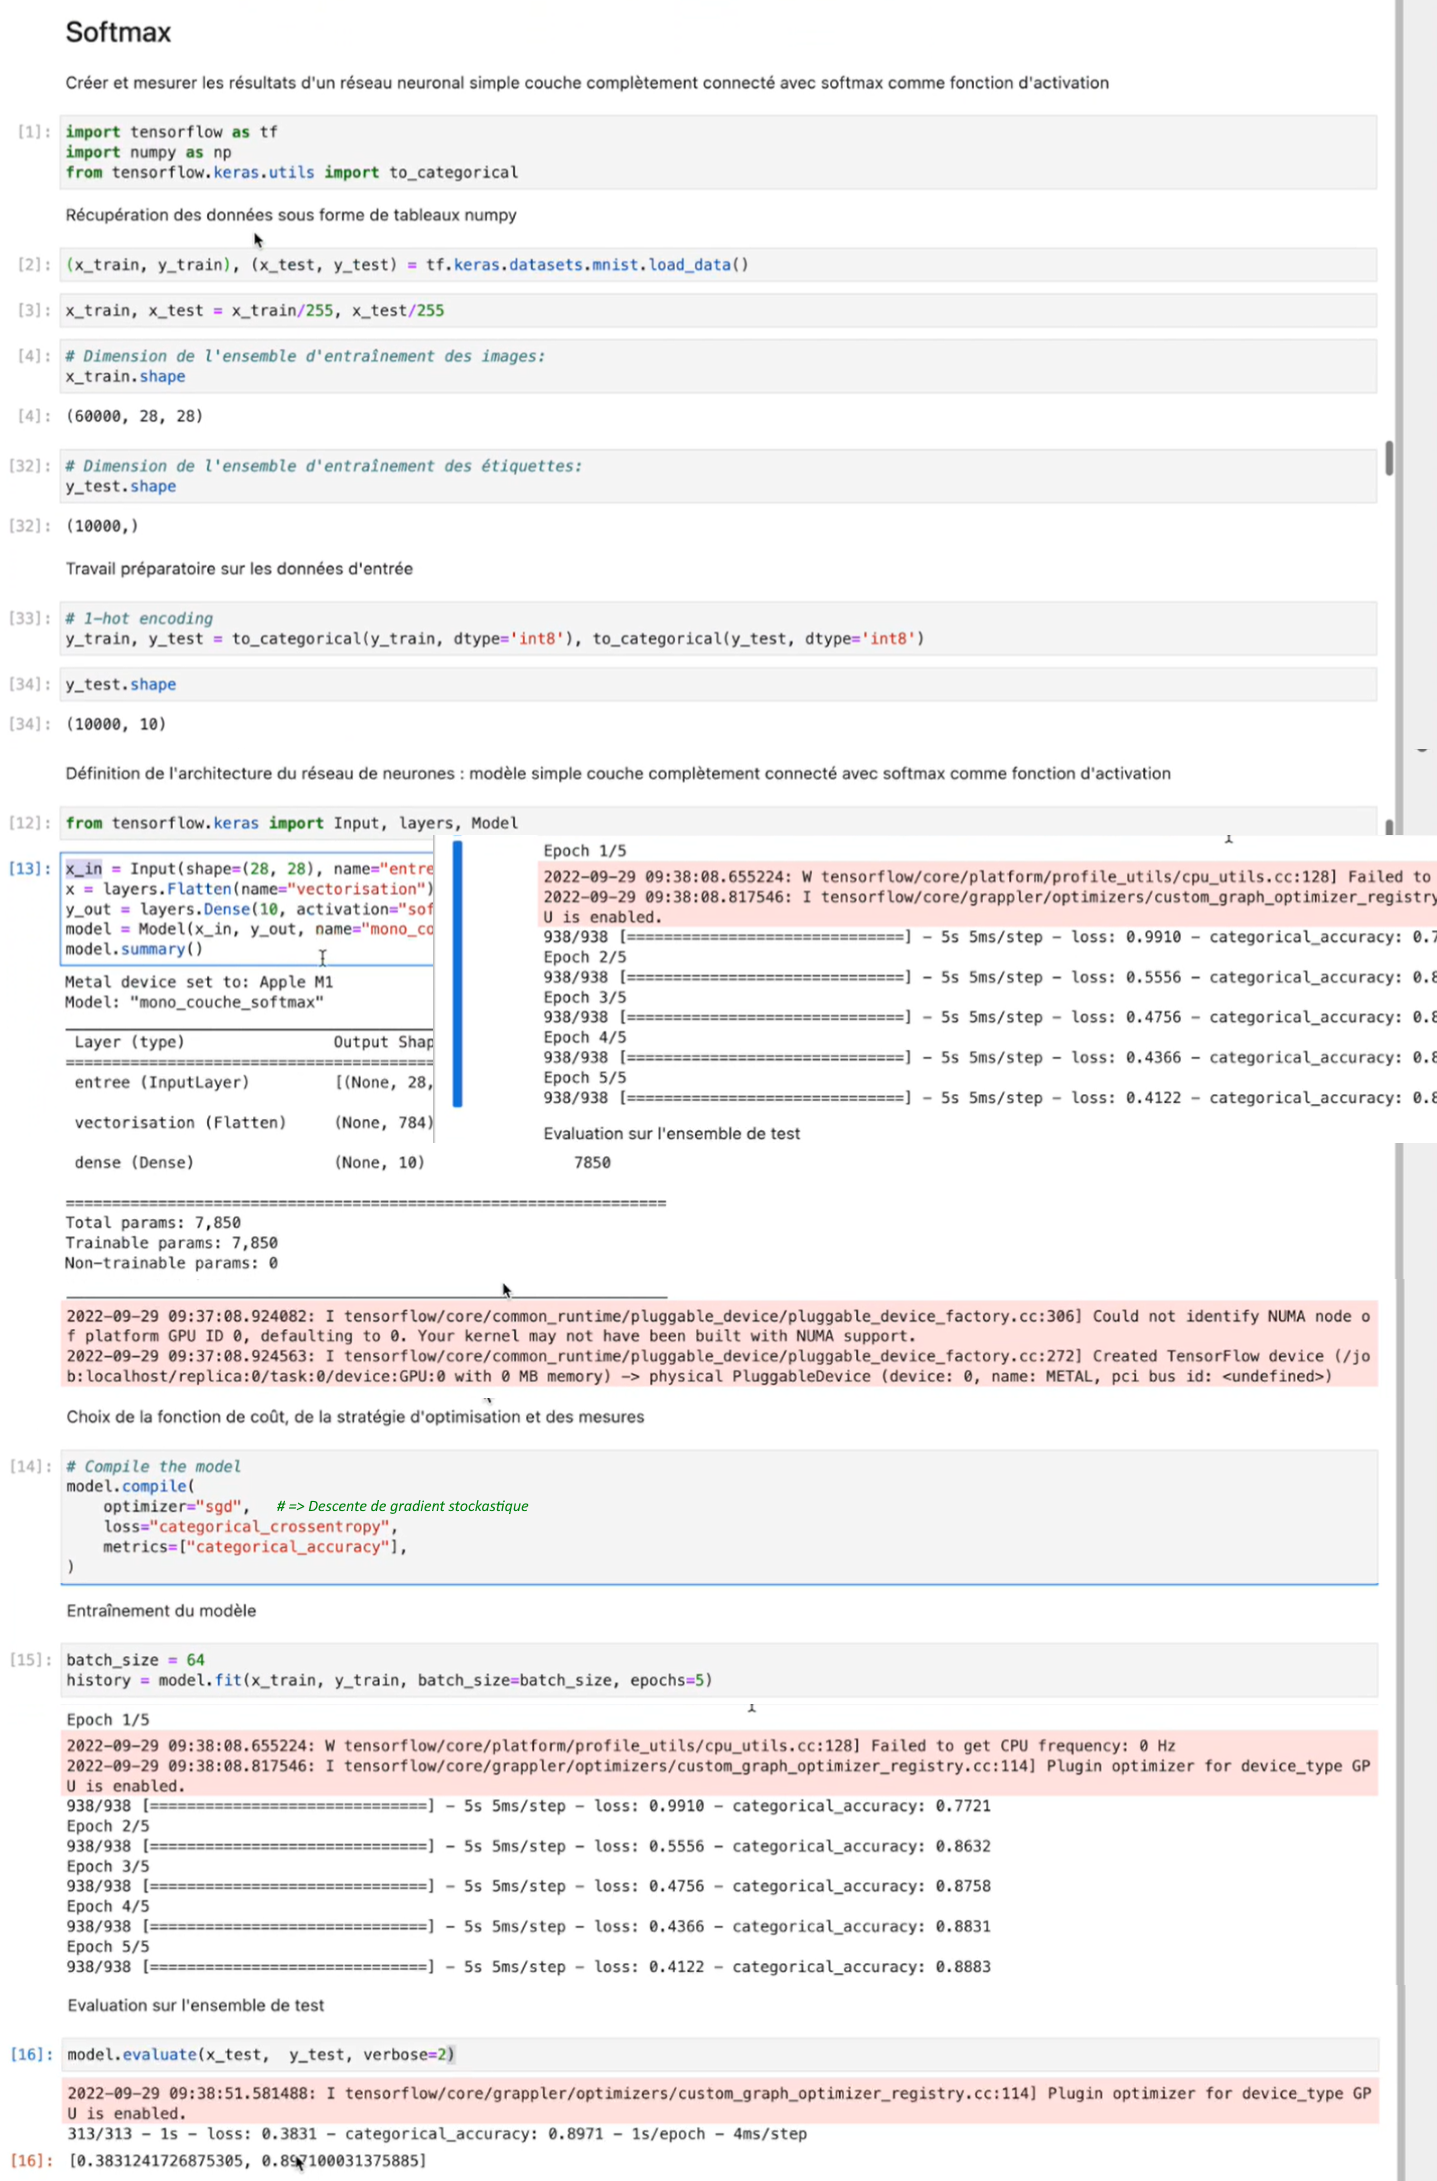 Softmax
Créer et mesurer les résultats d'un réseau neuronal simple couche complètement connecté avec softmax comme fonction d'activation
[1]: import tensorflow as tf
import numpy as np
from tensorflow.keras.utils import to_categorical
Récupération des données sous forme de tableaux numpy
[2]: (x_train, y_train), (x_test, y_test) = tf.keras.datasets.mnist.load_data()
[3]: x_train, x_test = x_train/255, x_test/255
[4]: # Dimension de l'ensemble d'entraînement des images:
x_train.shape
[4]: (60000, 28, 28)
[32]: # Dimension de l'ensemble d'entraînement des étiquettes:
y_test.shape
[32]: (10000,)
Travail préparatoire sur les données d'entrée
[33]: # 1-hot encoding
y_train, y_test = to_categorical(y_train, dtype='int8'), to_categorical(y_test, dtype='int8')
[34]: y_test.shape
[34]: (10000, 10)
Définition de l'architecture du réseau de neurones : modèle simple couche complètement connecté avec softmax comme fonction d'activation
[12]: from tensorflow.keras import Input, layers, Model
[13]: x_in = Input(shape=(28, 28), name="entre
x = layers.Flatten(name="vectorisation")
y_out = layers.Dense(10, activation="sof
model = Model(x_in, y_out, name="mono_co
model.summary()
Metal device set to: Apple M1
Model: "mono_couche_softmax"
Layer (type) Output Shap
=================================================================
entree (InputLayer) [(None, 28,
vectorisation (Flatten) (None, 784)
Epoch 1/5
2022-09-29 09:38:08.655224: W tensorflow/core/platform/profile_utils/cpu_utils.cc:128] Failed to
2022-09-29 09:38:08.817546: I tensorflow/core/grappler/optimizers/custom_graph_optimizer_registry
U is enabled.
938/938 [==============================] - 5s 5ms/step - loss: 0.9910 - categorical_accuracy: 0.7
Epoch 2/5
938/938 [==============================] - 5s 5ms/step - loss: 0.5556 - categorical_accuracy: 0.8
Epoch 3/5
938/938 [==============================] - 5s 5ms/step - loss: 0.4756 - categorical_accuracy: 0.8
Epoch 4/5
938/938 [==============================] - 5s 5ms/step - loss: 0.4366 - categorical_accuracy: 0.8
Epoch 5/5
938/938 [==============================] - 5s 5ms/step - loss: 0.4122 - categorical_accuracy: 0.8
Evaluation sur l'ensemble de test
dense (Dense) (None, 10) 7850
=================================================================
Total params: 7,850
Trainable params: 7,850
Non-trainable params: 0
2022-09-29 09:37:08.924082: I tensorflow/core/common_runtime/pluggable_device/pluggable_device_factory.cc:306] Could not identify NUMA node o
f platform GPU ID 0, defaulting to 0. Your kernel may not have been built with NUMA support.
2022-09-29 09:37:08.924563: I tensorflow/core/common_runtime/pluggable_device/pluggable_device_factory.cc:272] Created TensorFlow device (/jo
b:localhost/replica:0/task:0/device:GPU:0 with 0 MB memory) -> physical PluggableDevice (device: 0, name: METAL, pci bus id: <undefined>)
Choix de la fonction de coût, de la stratégie d'optimisation et des mesures
[14]: # Compile the model
model.compile(
optimizer="sgd", # => Descente de gradient stockastique
loss="categorical_crossentropy",
metrics=["categorical_accuracy"],
)
Entraînement du modèle
[15]: batch_size = 64
history = model.fit(x_train, y_train, batch_size=batch_size, epochs=5)
Epoch 1/5
2022-09-29 09:38:08.655224: W tensorflow/core/platform/profile_utils/cpu_utils.cc:128] Failed to get CPU frequency: 0 Hz
2022-09-29 09:38:08.817546: I tensorflow/core/grappler/optimizers/custom_graph_optimizer_registry.cc:114] Plugin optimizer for device_type GP
U is enabled.
938/938 [==============================] - 5s 5ms/step - loss: 0.9910 - categorical_accuracy: 0.7721
Epoch 2/5
938/938 [==============================] - 5s 5ms/step - loss: 0.5556 - categorical_accuracy: 0.8632
Epoch 3/5
938/938 [==============================] - 5s 5ms/step - loss: 0.4756 - categorical_accuracy: 0.8758
Epoch 4/5
938/938 [==============================] - 5s 5ms/step - loss: 0.4366 - categorical_accuracy: 0.8831
Epoch 5/5
938/938 [==============================] - 5s 5ms/step - loss: 0.4122 - categorical_accuracy: 0.8883
Evaluation sur l'ensemble de test
[16]: model.evaluate(x_test, y_test, verbose=2)
2022-09-29 09:38:51.581488: I tensorflow/core/grappler/optimizers/custom_graph_optimizer_registry.cc:114] Plugin optimizer for device_type GP
U is enabled.
313/313 - 1s - loss: 0.3831 - categorical_accuracy: 0.8971 - 1s/epoch - 4ms/step
[16]: [0.3831241726875305, 0.897100031375885]